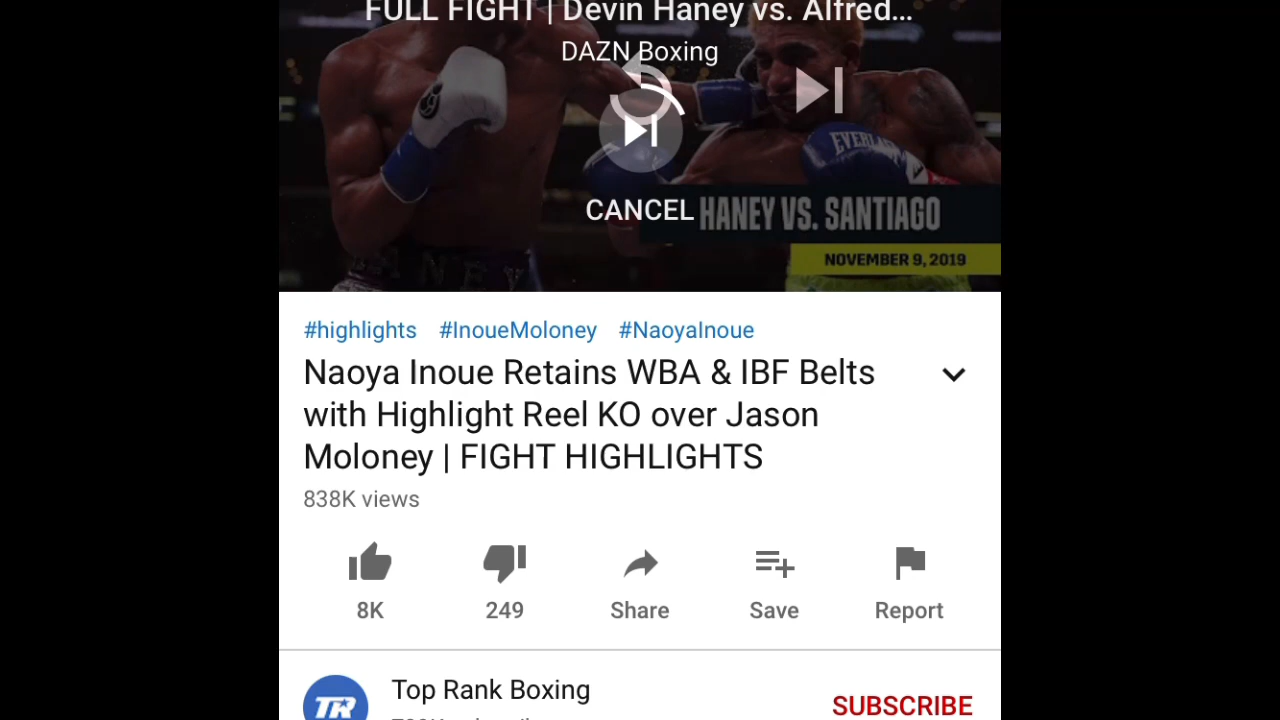 FULL FIGHT | Devin Haney vs. Alfred...
DAZN Boxing
EVERLAST
CANCEL
HANEY VS. SANTIAGO
NOVEMBER 9, 2019
#highlights #InoueMoloney #NaoyaInoue
Naoya Inoue Retains WBA & IBF Belts
with Highlight Reel KO over Jason
Moloney | FIGHT HIGHLIGHTS
838K views
8K 249 Share Save Report
TR
Top Rank Boxing
SUBSCRIBE